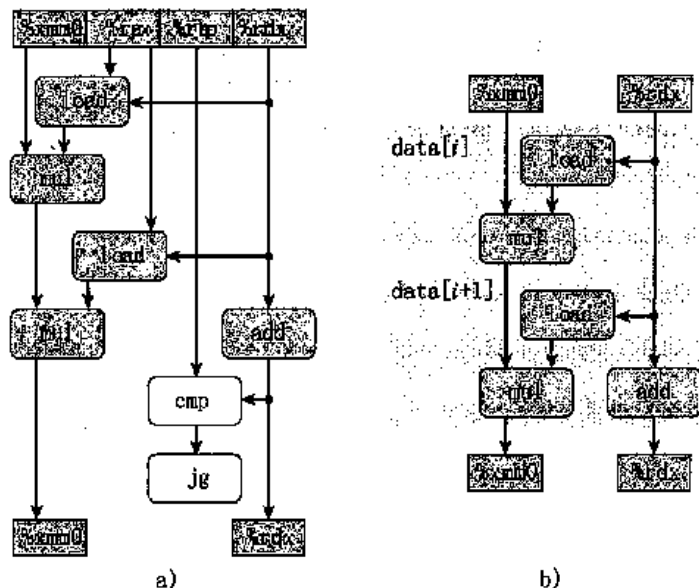 %xmm0 %rax %rbp %rdx
load
mul
load
mul
add
cmp
jg
%xmm0
%rdx
a)
%xmm0
%rdx
data[i]
load
mul
data[i+1]
load
mul
add
%xmm0
%rdx
b)